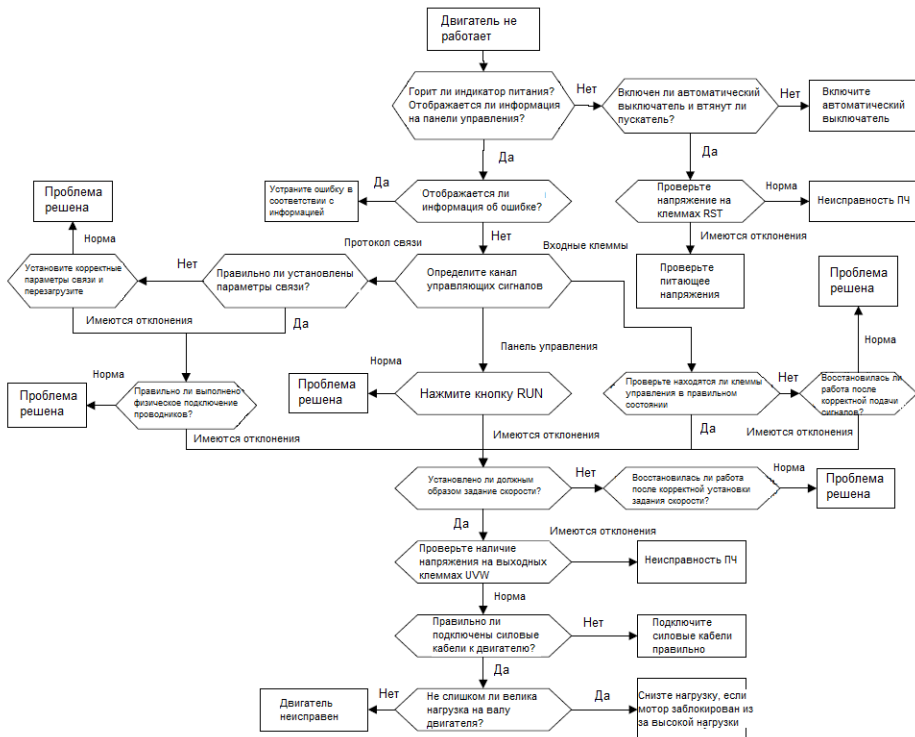 Двигатель не
работает
Горит ли индикатор питания?
Отображается ли информация
на панели управления?
Нет
Включен ли автоматический
выключатель и втянут ли
пускатель?
Нет
Включите
автоматический
выключатель
Да
Да
Проблема
решена
Устраните ошибку в
соответствии с
информацией
Да
Отображается ли
информация об ошибке?
Проверьте
напряжение на
клеммах RST
Норма
Неисправность ПЧ
Норма
Протокол связи
Нет
Входные клеммы
Имеются отклонения
Установите корректные
параметры связи и
перезагрузите
Нет
Правильно ли установлены
параметры связи?
Определите канал
управляющих сигналов
Проверьте
питающее
напряжения
Проблема
решена
Имеются отклонения
Да
Панель управления
Норма
Проблема
решена
Правильно ли выполнено
физическое подключение
проводников?
Норма
Проблема
решена
Нажмите кнопку RUN
Проверьте находятся ли клеммы
управления в правильном
состоянии
Нет
Восстановилась ли
работа после
корректной подачи
сигналов?
Имеются отклонения
Имеются отклонения
Да
Имеются отклонения
Установлено ли должным
образом задание скорости?
Нет
Восстановилась ли работа
после корректной установки
задания скорости?
Норма
Проблема
решена
Да
Имеются отклонения
Проверьте наличие
напряжения на выходных
клеммах UVW
Неисправность ПЧ
Норма
Правильно ли
подключены силовые
кабели к двигателю?
Нет
Подключите
силовые кабели
правильно
Да
Двигатель
неисправен
Нет
Не слишком ли велика
нагрузка на валу
двигателя?
Да
Снизте нагрузку, если
мотор заблокирован из
за высокой нагрузки